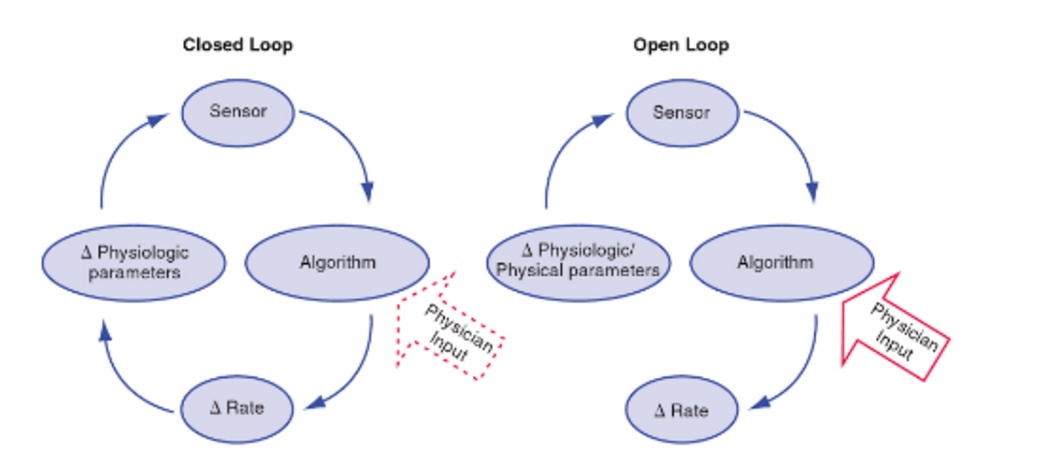 Closed Loop
Sensor
Δ Physiologic
parameters
Algorithm
Physician
Input
Δ Rate
Open Loop
Sensor
Δ Physiologic/
Physical parameters
Algorithm
Physician
Input
Δ Rate